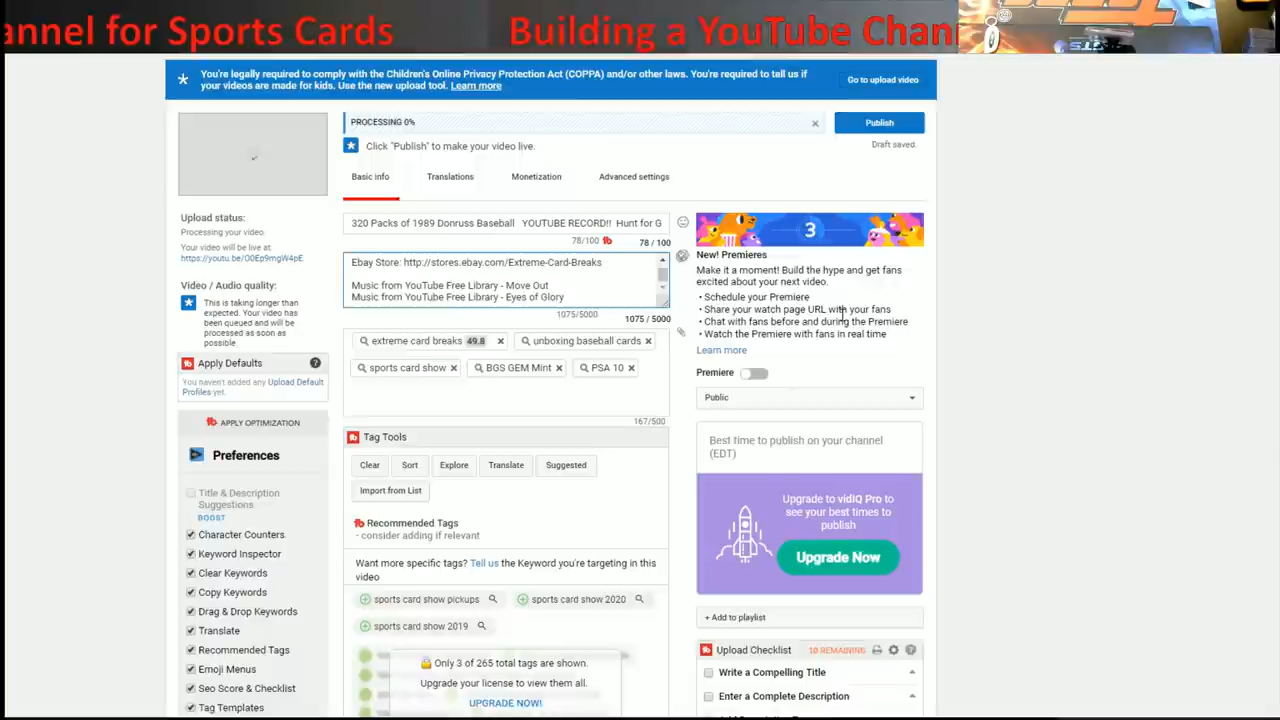 annel for Sports Cards
Building a YouTube Chan
You're legally required to comply with the Children's Online Privacy Protection Act (COPPA) and/or other laws. You're required to tell us if
your videos are made for kids. Use the new upload tool. Learn more
Go to upload video
PROCESSING 0%
Publish
Click "Publish" to make your video live.
Draft saved.
Basic info
Translations
Monetization
Advanced settings
Upload status:
Processing your video.
Your video will be live at:
https://youtu.be/O0Ep9mgW4pE
Video / Audio quality:
This is taking longer than
expected. Your video has
been queued and will be
processed as soon as
possible.
Apply Defaults
You haven't added any Upload Default
Profiles yet.
APPLY OPTIMIZATION
Preferences
Title & Description
Suggestions
BOOST
Character Counters
Keyword Inspector
Clear Keywords
Copy Keywords
Drag & Drop Keywords
Translate
Recommended Tags
Emoji Menus
Seo Score & Checklist
Tag Templates
320 Packs of 1989 Donruss Baseball YOUTUBE RECORD!! Hunt for G
78/100
78 / 100
Ebay Store: http://stores.ebay.com/Extreme-Card-Breaks
Music from YouTube Free Library - Move Out
Music from YouTube Free Library - Eyes of Glory
1075/5000
1075 / 5000
extreme card breaks 49.8
unboxing baseball cards
sports card show
BGS GEM Mint
PSA 10
167/500
Tag Tools
Clear
Sort
Explore
Translate
Suggested
Import from List
Recommended Tags
- consider adding if relevant
Want more specific tags? Tell us the Keyword you're targeting in this
video
sports card show pickups
sports card show 2020
sports card show 2019
Only 3 of 265 total tags are shown.
Upgrade your license to view them all.
UPGRADE NOW!
3
New! Premieres
Make it a moment! Build the hype and get fans
excited about your next video.
• Schedule your Premiere
• Share your watch page URL with your fans
• Chat with fans before and during the Premiere
• Watch the Premiere with fans in real time
Learn more
Premiere
Public
Best time to publish on your channel
(EDT)
Upgrade to vidIQ Pro to
see your best times to
publish
Upgrade Now
+ Add to playlist
Upload Checklist
10 REMAINING
Write a Compelling Title
Enter a Complete Description